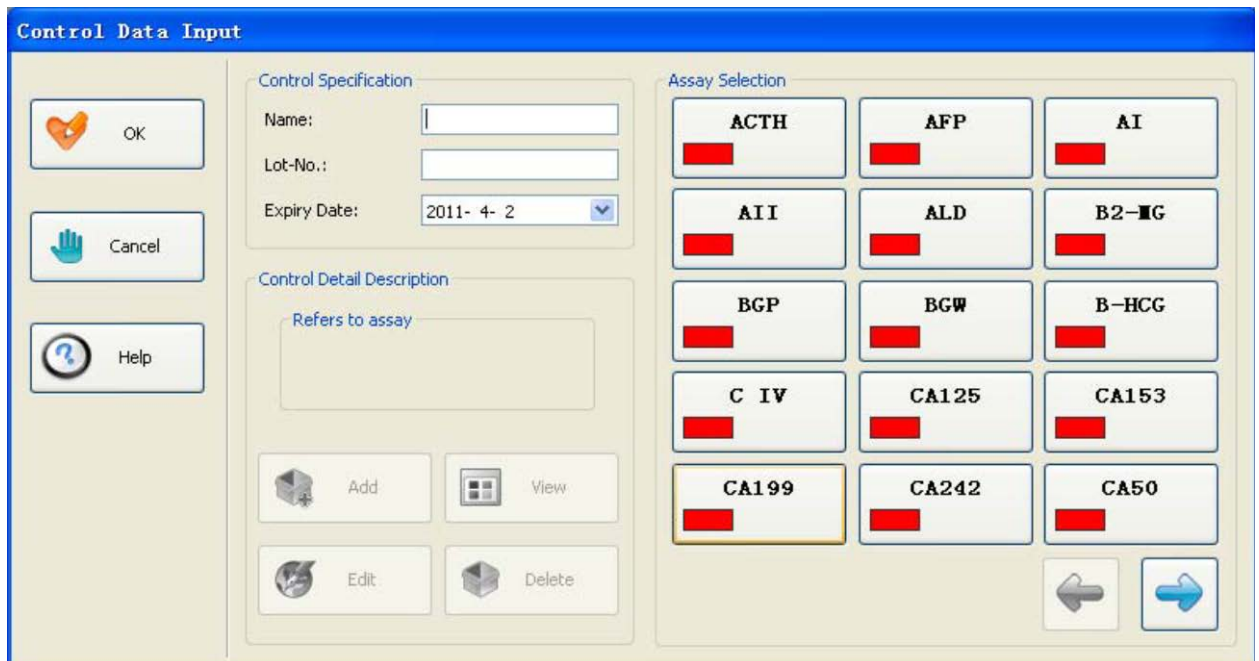 Control Data Input
OK
Cancel
Help
Control Specification
Name:
Lot-No.:
Expiry Date: 2011- 4- 2
Control Detail Description
Refers to assay
Add View
Edit Delete
Assay Selection
ACTH AFP AI
AII ALD B2-MG
BGP BGW B-HCG
C IV CA125 CA153
CA199 CA242 CA50